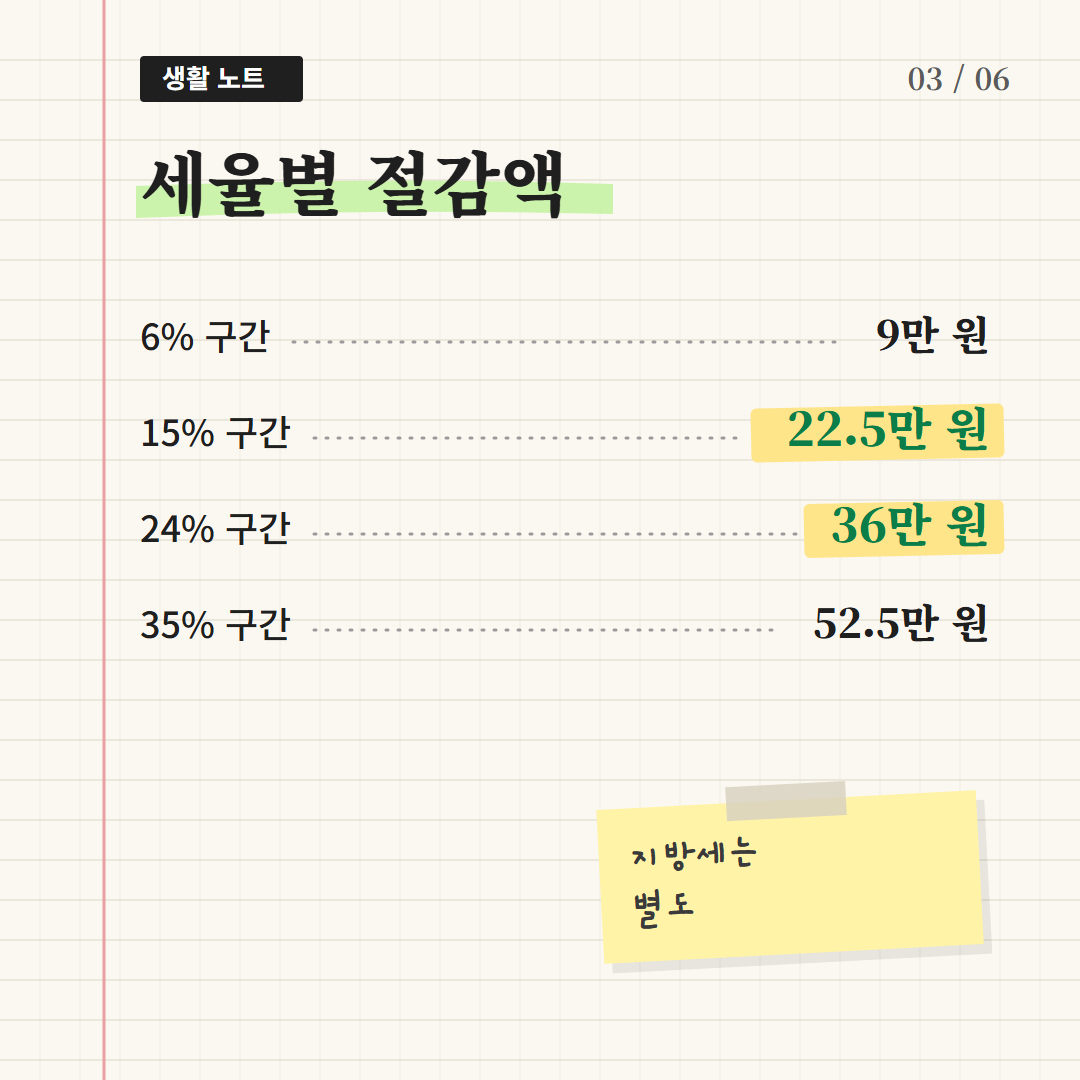 생활 노트
03 / 06
세율별 절감액
6% 구간 9만 원
15% 구간 22.5만 원
24% 구간 36만 원
35% 구간 52.5만 원
지방세는
별도